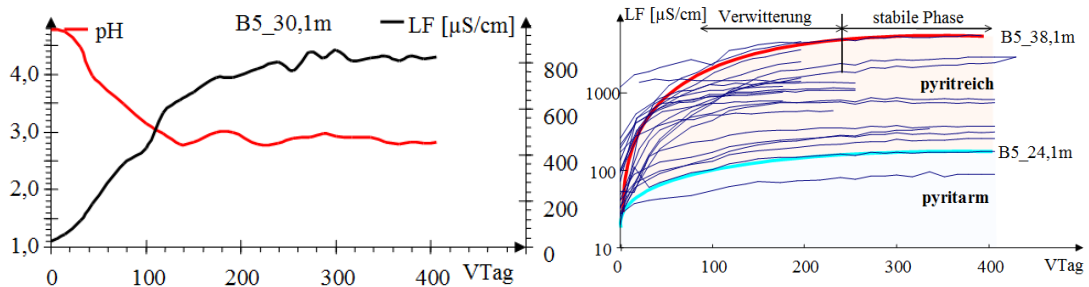 pH B5_30,1m LF [µS/cm]
4,0
3,0
2,0
1,0
800
600
400
200
0
0 100 200 300 400 VTag
LF [µS/cm] Verwitterung stabile Phase
B5_38,1m
pyritreich
1000
B5_24,1m
100
pyritarm
10
0 100 200 300 400 VTag